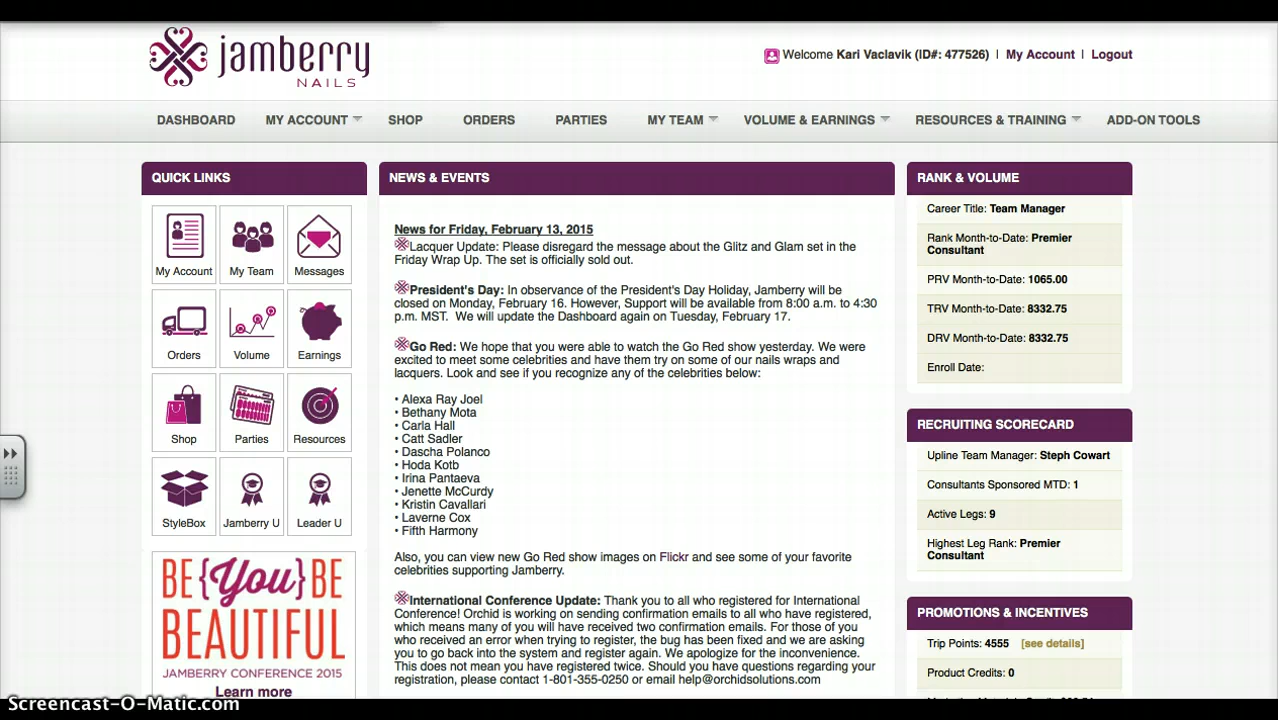 jamberry
NAILS
Welcome Kari Vaclavik (ID#: 477526) | My Account | Logout
DASHBOARD MY ACCOUNT SHOP ORDERS PARTIES MY TEAM VOLUME & EARNINGS RESOURCES & TRAINING ADD-ON TOOLS
QUICK LINKS
My Account My Team Messages
Orders Volume Earnings
Shop Parties Resources
StyleBox Jamberry U Leader U
BE {You} BE
BEAUTIFUL
JAMBERRY CONFERENCE 2015
Learn more
NEWS & EVENTS
News for Friday, February 13, 2015
Lacquer Update: Please disregard the message about the Glitz and Glam set in the
Friday Wrap Up. The set is officially sold out.
President's Day: In observance of the President's Day Holiday, Jamberry will be
closed on Monday, February 16. However, Support will be available from 8:00 a.m. to 4:30
p.m. MST. We will update the Dashboard again on Tuesday, February 17.
Go Red: We hope that you were able to watch the Go Red show yesterday. We were
excited to meet some celebrities and have them try on some of our nails wraps and
lacquers. Look and see if you recognize any of the celebrities below:
• Alexa Ray Joel
• Bethany Mota
• Carla Hall
• Catt Sadler
• Dascha Polanco
• Hoda Kotb
• Irina Pantaeva
• Jenette McCurdy
• Kristin Cavallari
• Laverne Cox
• Fifth Harmony
Also, you can view new Go Red show images on Flickr and see some of your favorite
celebrities supporting Jamberry.
International Conference Update: Thank you to all who registered for International
Conference! Orchid is working on sending confirmation emails to all who have registered,
which means many of you will have received two confirmation emails. For those of you
who received an error when trying to register, the bug has been fixed and we are asking
you to go back into the system and register again. We apologize for the inconvenience.
This does not mean you have registered twice. Should you have questions regarding your
registration, please contact 1-801-355-0250 or email help@orchidsolutions.com
RANK & VOLUME
Career Title: Team Manager
Rank Month-to-Date: Premier
Consultant
PRV Month-to-Date: 1065.00
TRV Month-to-Date: 8332.75
DRV Month-to-Date: 8332.75
Enroll Date:
RECRUITING SCORECARD
Upline Team Manager: Steph Cowart
Consultants Sponsored MTD: 1
Active Legs: 9
Highest Leg Rank: Premier
Consultant
PROMOTIONS & INCENTIVES
Trip Points: 4555 [see details]
Product Credits: 0
Screencast-O-Matic.com